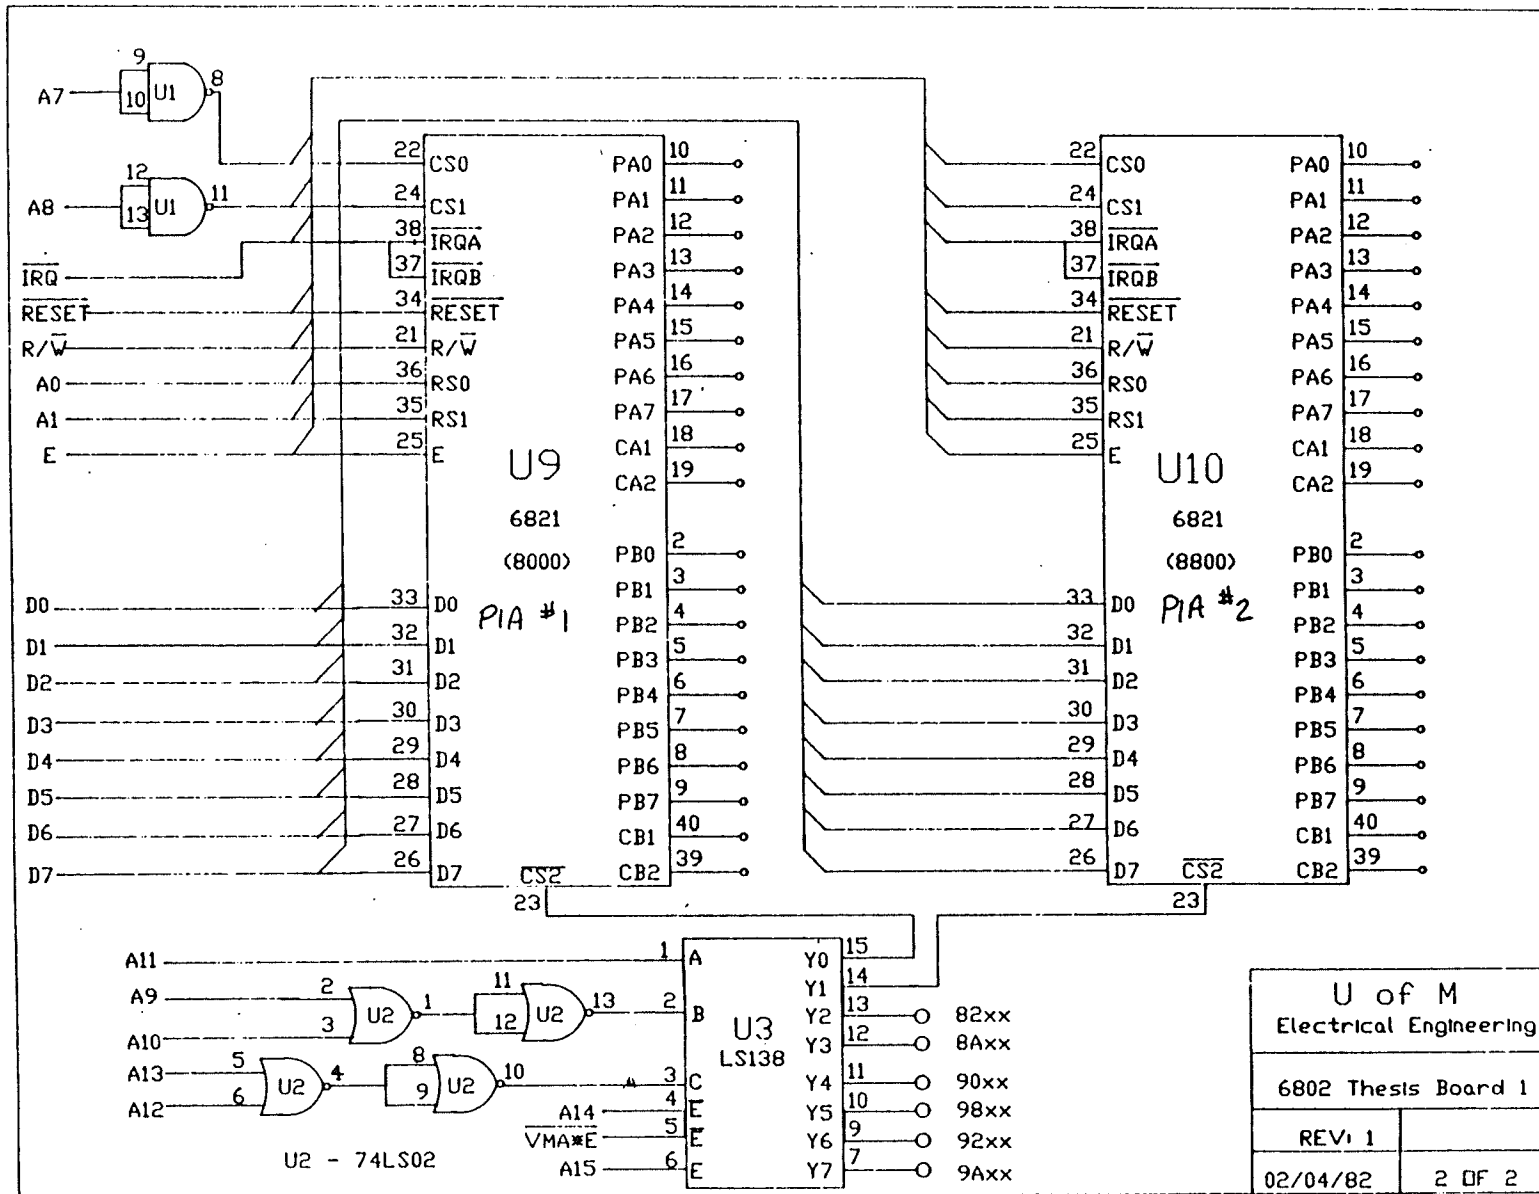 9
10
U1
8
A7
12
13
U1
11
A8
IRQ
RESET
R/W
A0
A1
E
D0
D1
D2
D3
D4
D5
D6
D7
22 CS0
24 CS1
38 IRQA
37 IRQB
34 RESET
21 R/W
36 RS0
35 RS1
25 E
33 D0
32 D1
31 D2
30 D3
29 D4
28 D5
27 D6
26 D7
U9
6821
(8000)
PIA #1
CS2
23
PA0 10
PA1 11
PA2 12
PA3 13
PA4 14
PA5 15
PA6 16
PA7 17
CA1 18
CA2 19
PB0 2
PB1 3
PB2 4
PB3 5
PB4 6
PB5 7
PB6 8
PB7 9
CB1 40
CB2 39
22 CS0
24 CS1
38 IRQA
37 IRQB
34 RESET
21 R/W
36 RS0
35 RS1
25 E
33 D0
32 D1
31 D2
30 D3
29 D4
28 D5
27 D6
26 D7
U10
6821
(8800)
PIA #2
CS2
23
PA0 10
PA1 11
PA2 12
PA3 13
PA4 14
PA5 15
PA6 16
PA7 17
CA1 18
CA2 19
PB0 2
PB1 3
PB2 4
PB3 5
PB4 6
PB5 7
PB6 8
PB7 9
CB1 40
CB2 39
A11
A9 2
A10 3
U2 1
11
12
U2 13
A13 5
A12 6
U2 4
8
9
U2 10
A14
VMA*E
A15
U2 - 74LS02
1 A
2 B
3 C
4 E
5 E
6 E
U3
LS138
Y0 15
Y1 14
Y2 13 82xx
Y3 12 8Axx
Y4 11 90xx
Y5 10 98xx
Y6 9 92xx
Y7 7 9Axx
U of M
Electrical Engineering
6802 Thesis Board 1
REV: 1
02/04/82
2 OF 2